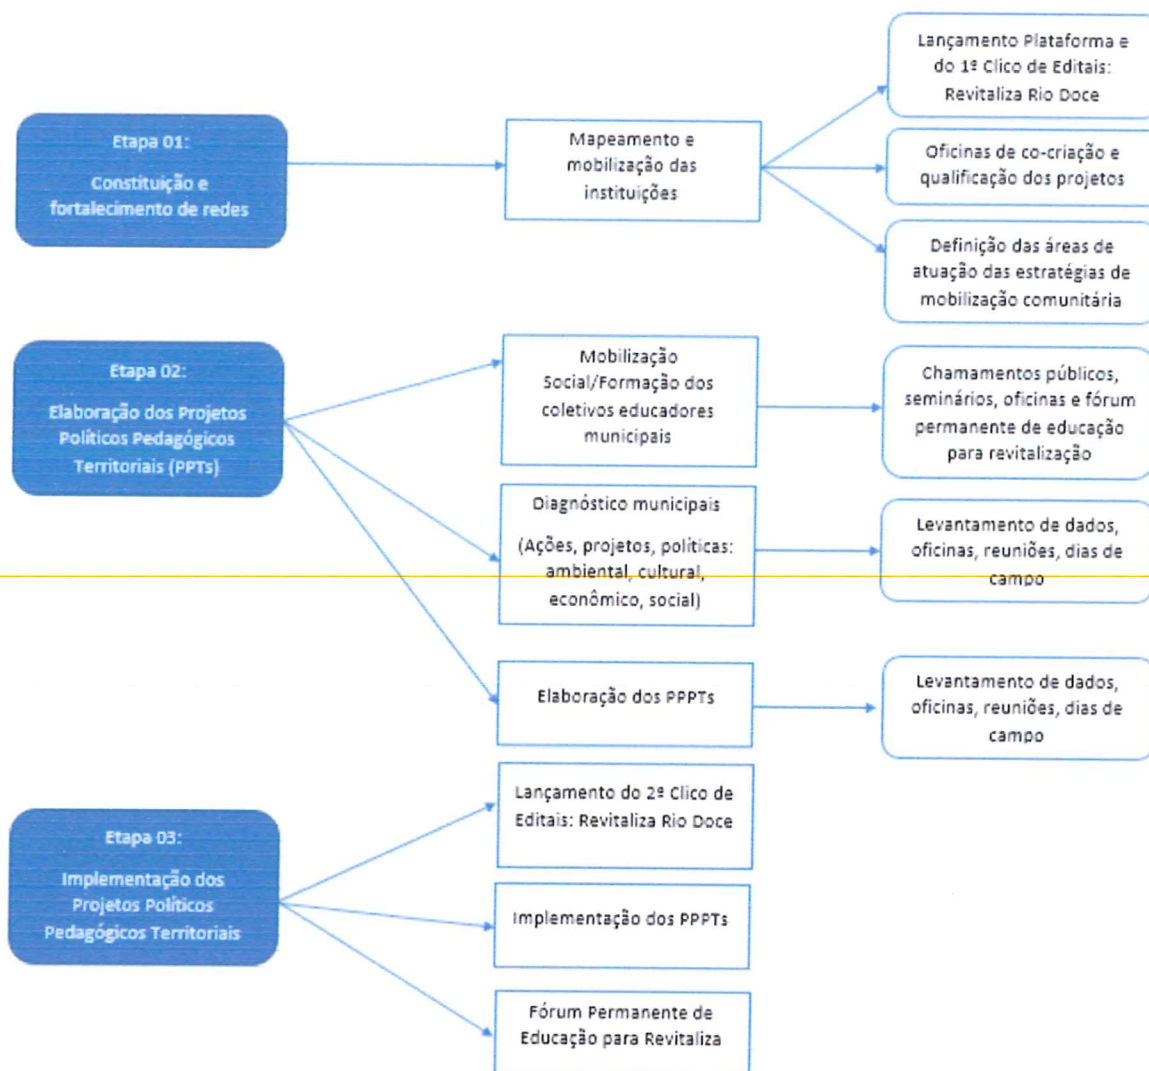 Etapa 01:
Constituição e
fortalecimento de redes
Mapeamento e
mobilização das
instituições
Lançamento Plataforma e
do 1º Clico de Editais:
Revitaliza Rio Doce
Oficinas de co-criação e
qualificação dos projetos
Definição das áreas de
atuação das estratégias de
mobilização comunitária
Etapa 02:
Elaboração dos Projetos
Políticos Pedagógicos
Territoriais (PPTs)
Mobilização
Social/Formação dos
coletivos educadores
municipais
Chamamentos públicos,
seminários, oficinas e fórum
permanente de educação
para revitalização
Diagnóstico municipais
(Ações, projetos, políticas:
ambiental, cultural,
econômico, social)
Levantamento de dados,
oficinas, reuniões, dias de
campo
Elaboração dos PPPTs
Levantamento de dados,
oficinas, reuniões, dias de
campo
Etapa 03:
Implementação dos
Projetos Políticos
Pedagógicos Territoriais
Lançamento do 2º Clico de
Editais: Revitaliza Rio Doce
Implementação dos PPPTs
Fórum Permanente de
Educação para Revitaliza